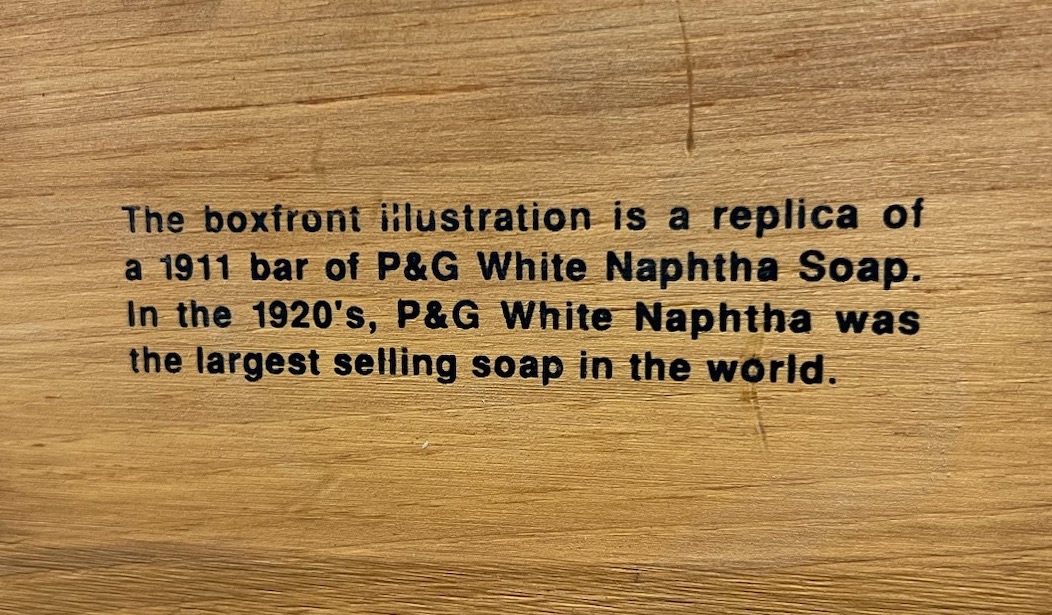 The boxfront illustration is a replica of
a 1911 bar of P&G White Naphtha Soap.
In the 1920's, P&G White Naphtha was
the largest selling soap in the world.